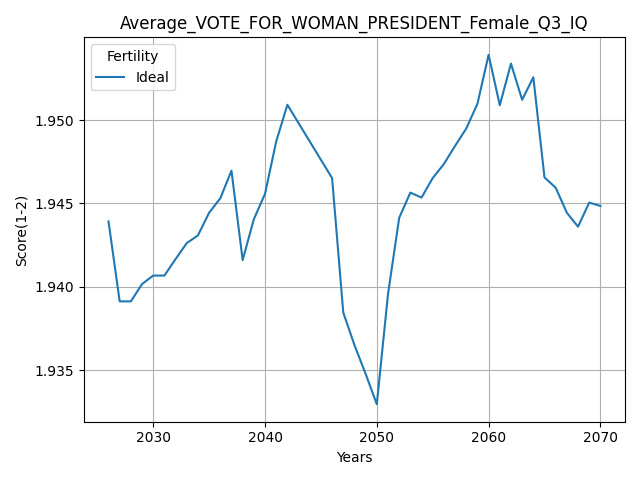 Average_VOTE_FOR_WOMAN_PRESIDENT_Female_Q3_IQ
Fertility
Ideal
1.950
1.945
1.940
1.935
Score(1-2)
2030 2040 2050 2060 2070
Years